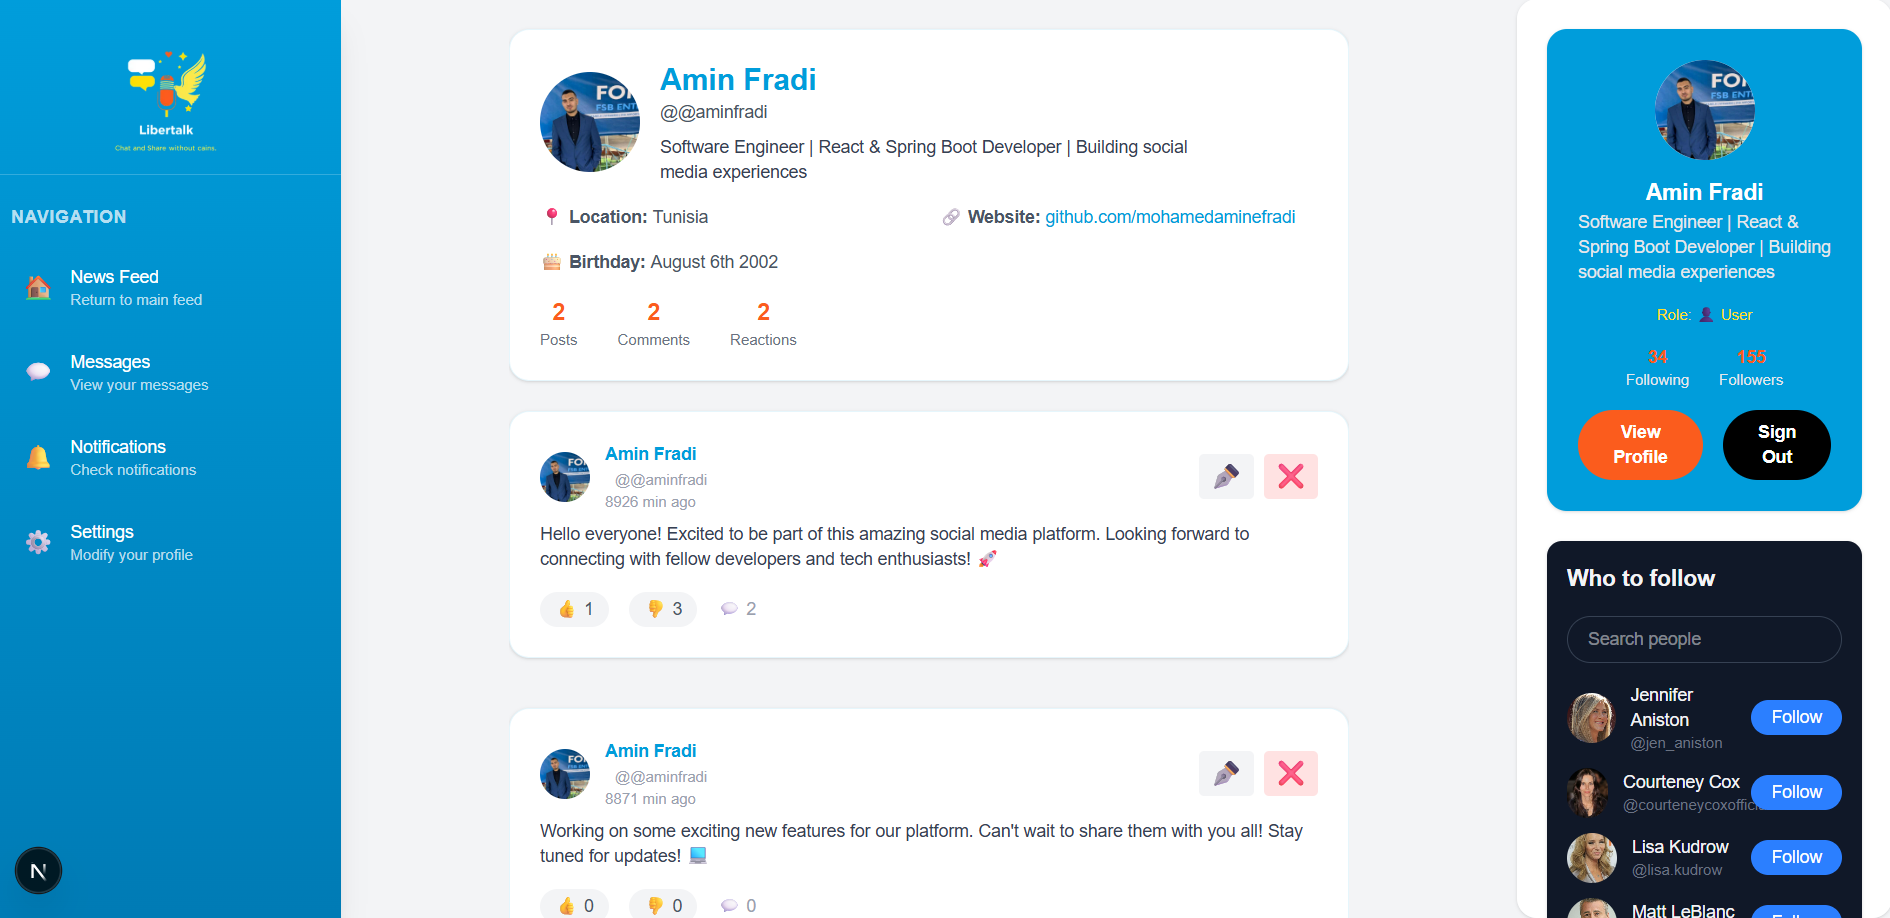 Libertalk
Chat and Share without cains.
NAVIGATION
News Feed
Return to main feed
Messages
View your messages
Notifications
Check notifications
Settings
Modify your profile
N
FO
FSB ENT
Amin Fradi
@@aminfradi
Software Engineer | React & Spring Boot Developer | Building social
media experiences
Location: Tunisia
Website: github.com/mohamedaminefradi
Birthday: August 6th 2002
2 2 2
Posts Comments Reactions
Amin Fradi
@@aminfradi
8926 min ago
Hello everyone! Excited to be part of this amazing social media platform. Looking forward to
connecting with fellow developers and tech enthusiasts! 🚀
👍 1 👎 3 💬 2
Amin Fradi
@@aminfradi
8871 min ago
Working on some exciting new features for our platform. Can't wait to share them with you all! Stay
tuned for updates! 💻
👍 0 👎 0 💬 0
Amin Fradi
Software Engineer | React &
Spring Boot Developer | Building
social media experiences
Role: 👤 User
34 155
Following Followers
View
Profile
Sign
Out
Who to follow
Search people
Jennifer
Aniston
@jen_aniston
Follow
Courteney Cox
@courteneycoxoffic
Follow
Lisa Kudrow
@lisa.kudrow
Follow
Matt LeBlanc
Follow